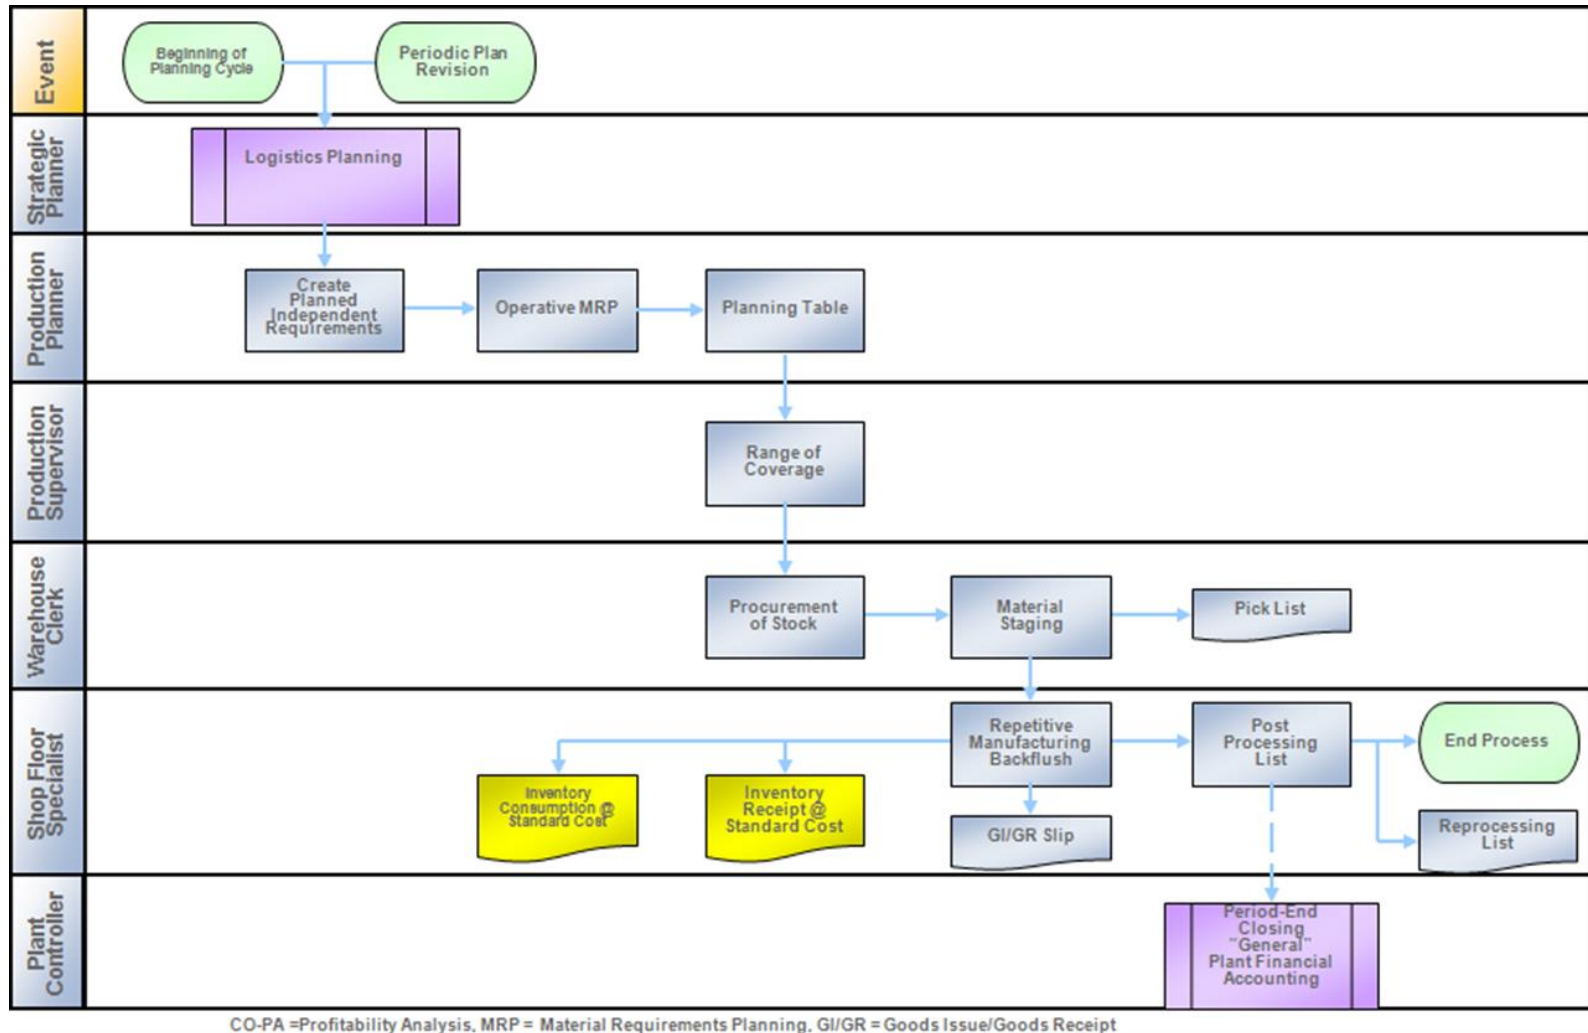 Event
Beginning of
Planning Cycle
Periodic Plan
Revision
Strategic
Planner
Logistics Planning
Production
Planner
Create
Planned
Independent
Requirements
Operative MRP
Planning Table
Production
Supervisor
Range of
Coverage
Warehouse
Clerk
Procurement
of Stock
Material
Staging
Pick List
Shop Floor
Specialist
Inventory
Consumption @
Standard Cost
Inventory
Receipt @
Standard Cost
Repetitive
Manufacturing
Backflush
GI/GR Slip
Post
Processing
List
End Process
Reprocessing
List
Plant
Controller
Period-End
Closing
"General"
Plant Financial
Accounting
CO-PA =Profitability Analysis, MRP = Material Requirements Planning, GI/GR = Goods Issue/Goods Receipt